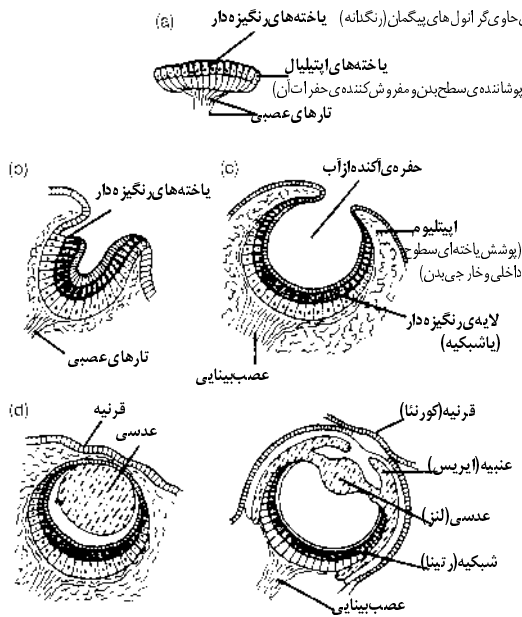 (a)
یاخته‌های رنگیزه‌دار (حاوی گرانول‌های پیگمان (رنگدانه)
یاخته‌های اپتیلیال
پوشاننده‌ی سطح بدن و مفروش کننده‌ی حفرات آن)
تارهای عصبی
یاخته‌های رنگیزه‌دار
تارهای عصبی
(c)
حفره‌ی آکنده از آب
اپیتلیوم
(پوشش یاخته‌ای سطوح
داخلی و خارجی بدن)
لایه‌ی رنگیزه‌دار
(یا شبکیه)
عصب بینایی
(d)
قرنیه
عدسی
قرنیه (کورنئا)
عنبیه (ایریس)
عدسی (لنز)
شبکیه (رتینا)
عصب بینایی